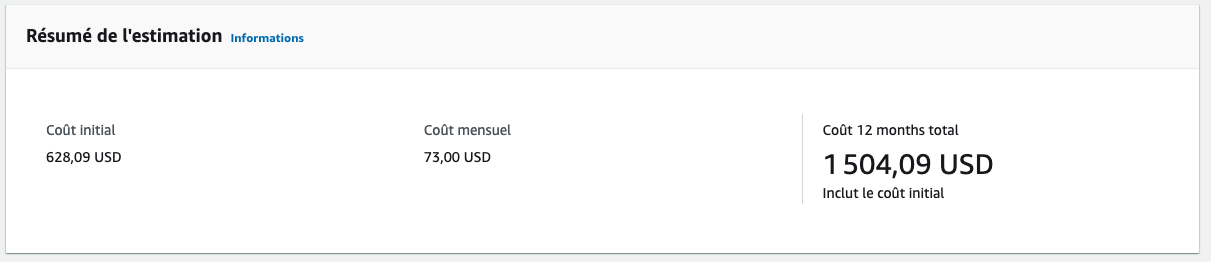 Résumé de l'estimation Informations
Coût initial
628,09 USD
Coût mensuel
73,00 USD
Coût 12 months total
1 504,09 USD
Inclut le coût initial